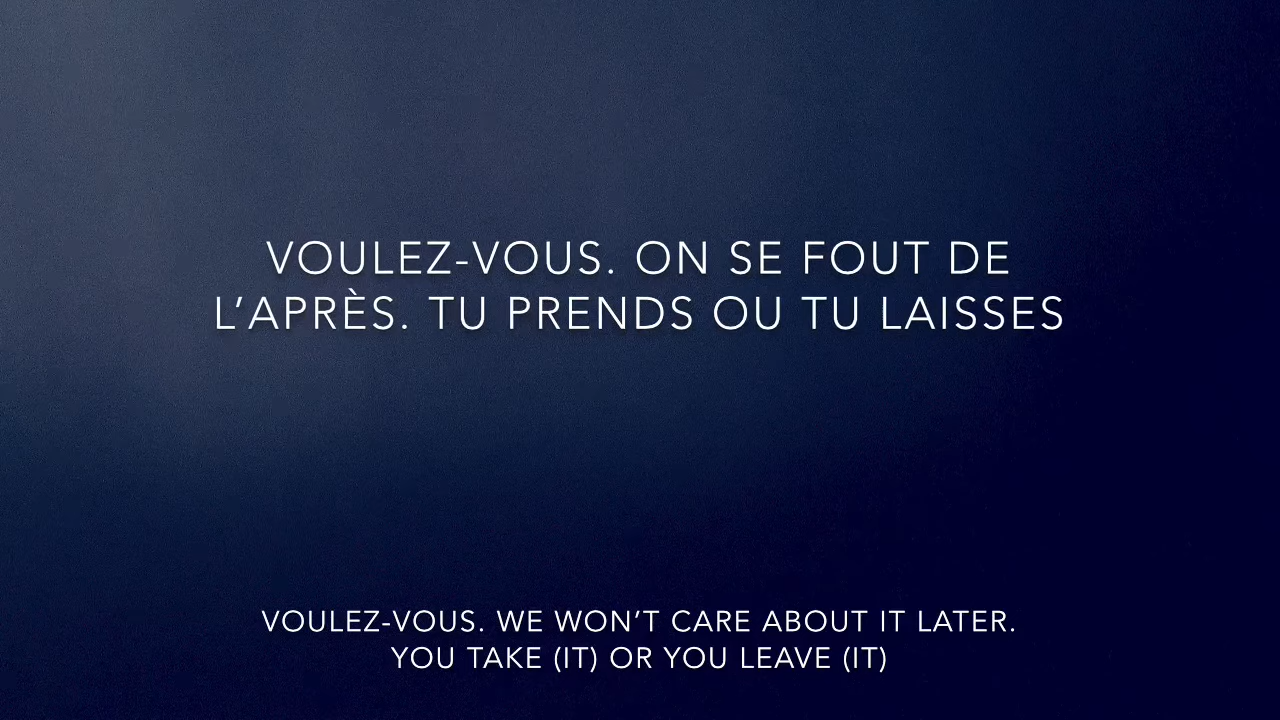 VOULEZ-VOUS. ON SE FOUT DE
L’APRÈS. TU PRENDS OU TU LAISSES
VOULEZ-VOUS. WE WON’T CARE ABOUT IT LATER.
YOU TAKE (IT) OR YOU LEAVE (IT)